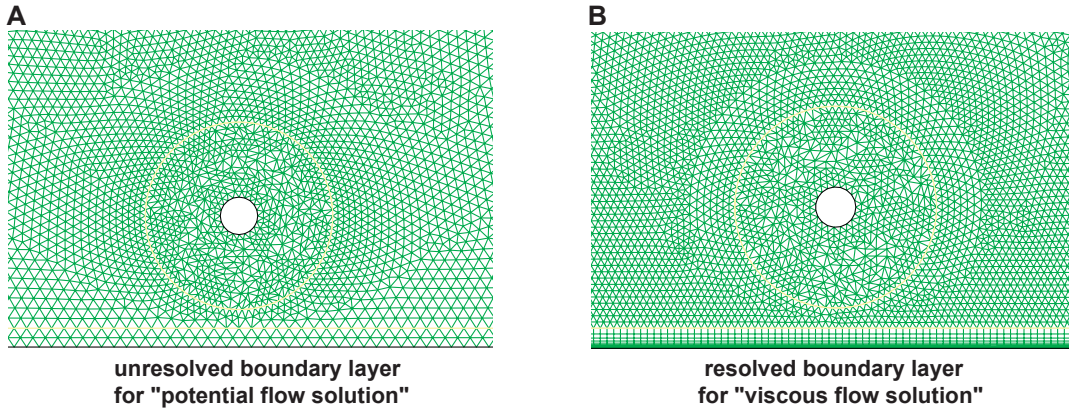 A
unresolved boundary layer
for "potential flow solution"
B
resolved boundary layer
for "viscous flow solution"